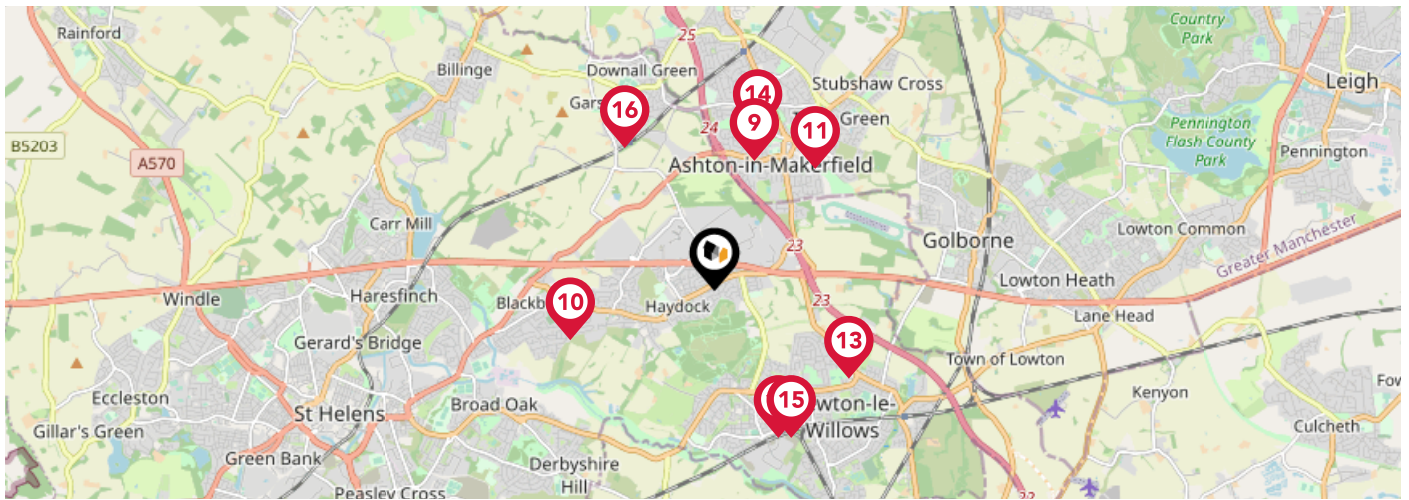 Country
Park
25
Rainford
Billinge
Downall Green
Stubshaw Cross
Leigh
14
Gars
16
9
Green
11
24
Pennington
Flash County
Park
B5203
A570
Pennington
Ashton-in-Makerfield
Carr Mill
23
Golborne
Lowton Common
Greater Manchester
Lowton Heath
Windle
Haresfinch
Blackb
10
Haydock
23
Lane Head
Gerard's Bridge
13
Town of Lowton
Eccleston
St Helens
Broad Oak
15
wton-le-
Willows
Kenyon
Fow
Gillar's Green
Culcheth
Green Bank
Derbyshire
Hill
Peasley Cross
22